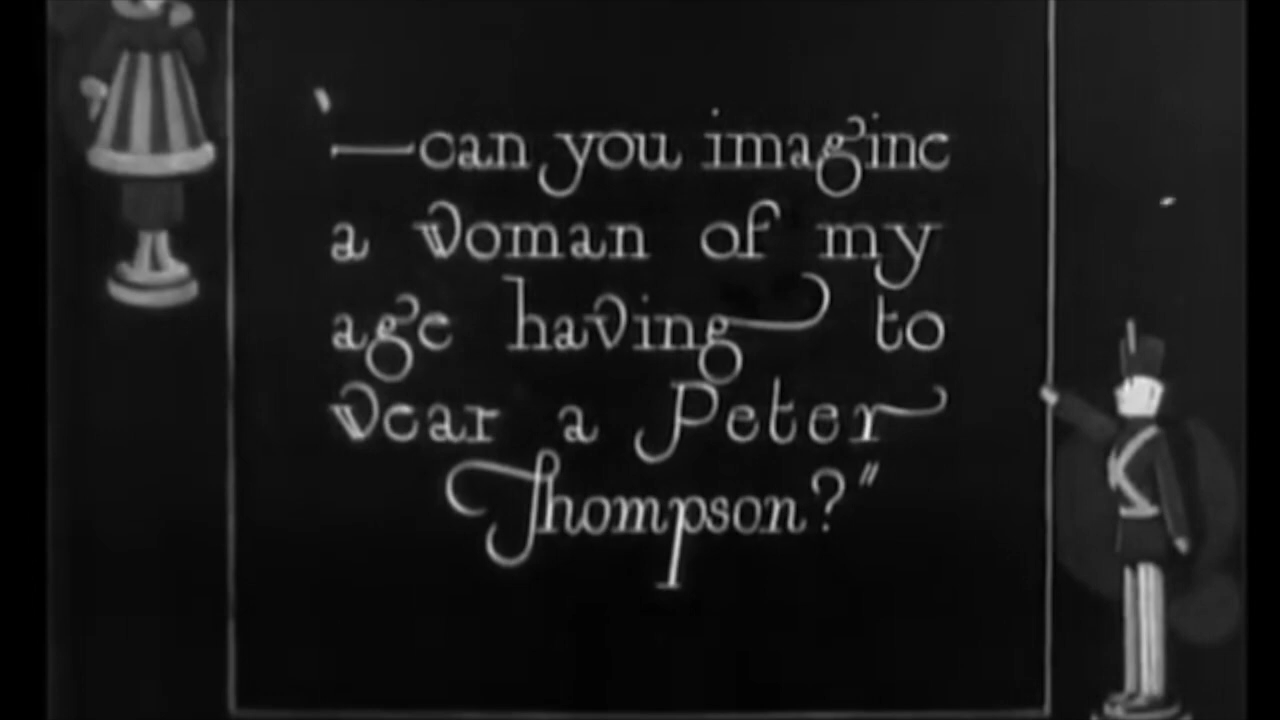 —can you imagine
a woman of my
age having to
wear a Peter
Thompson?"